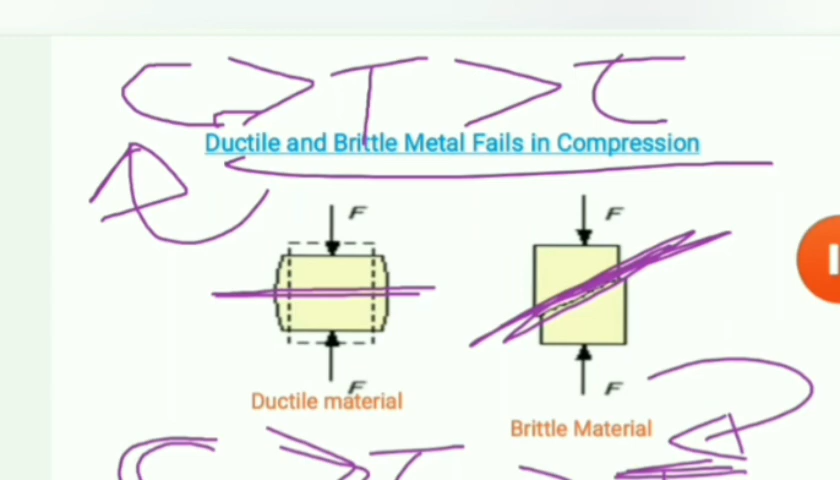 C > T > τ
Ductile and Brittle Metal Fails in Compression
F F
F F
Ductile material
Brittle Material
C > T